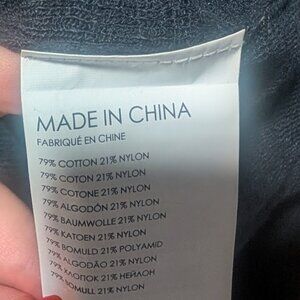 MADE IN CHINA
FABRIQUÉ EN CHINE
79% COTTON 21% NYLON
79% COTON 21% NYLON
79% COTONE 21% NYLON
79% ALGODÓN 21% NYLON
79% BAUMWOLLE 21% NYLON
79% KATOEN 21% NYLON
79% BOMULD 21% POLYAMID
79% ALGODÃO 21% NYLON
79% ХЛОПОК 21% НЕЙЛОН
79% BOMULL 21% NYLON